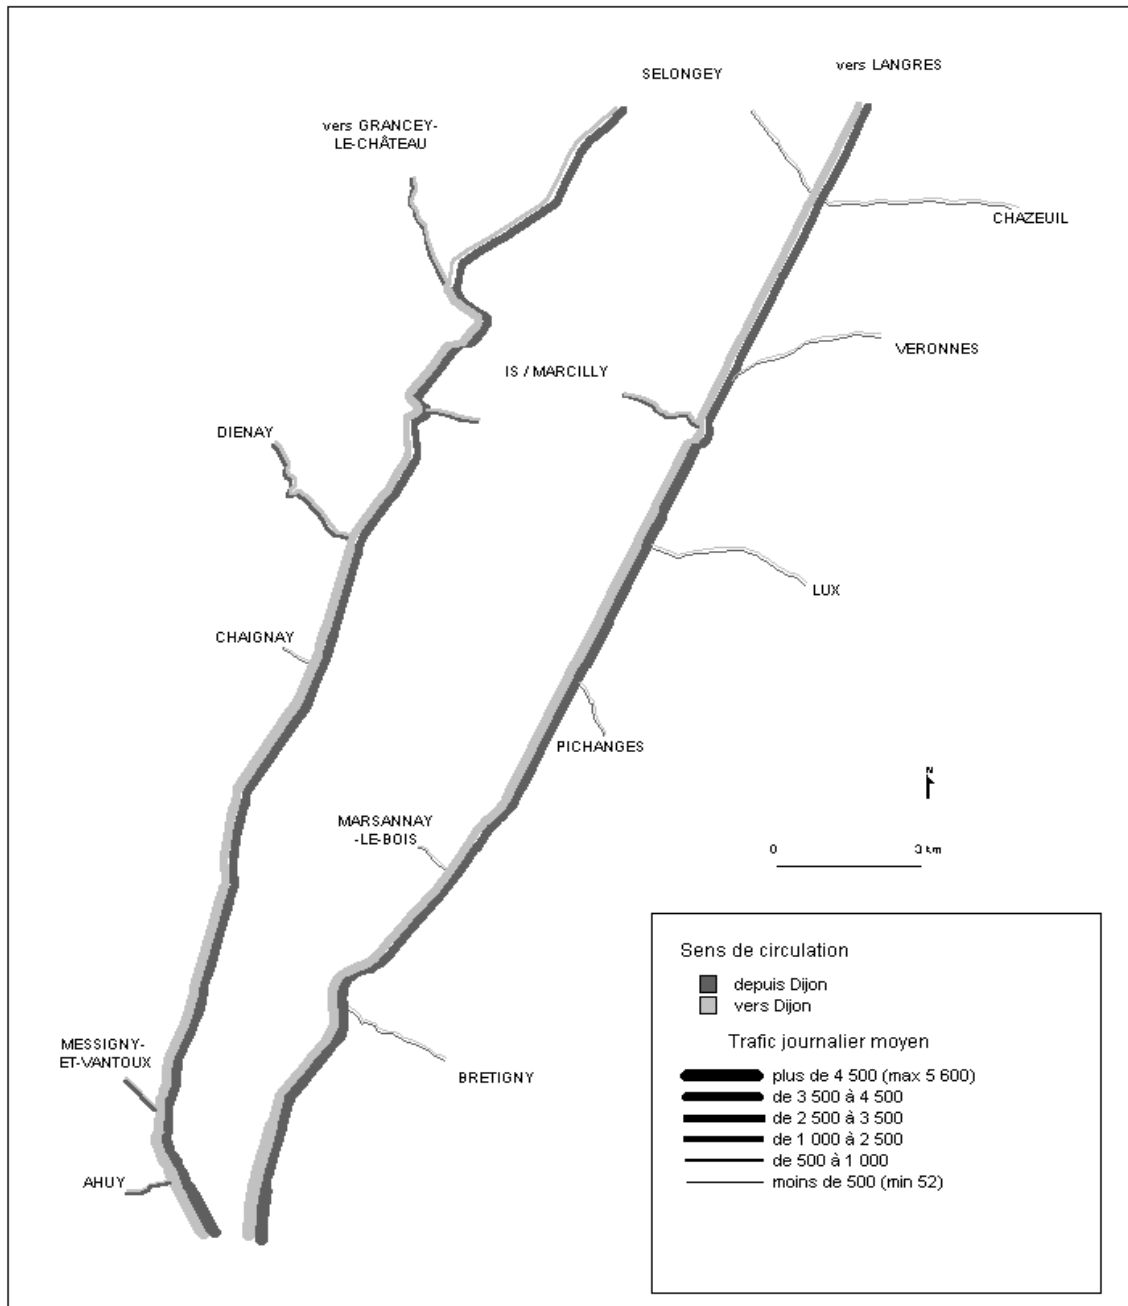 SELONGEY
vers LANGRES
vers GRANCEY-
LE-CHÂTEAU
CHAZEUIL
VERONNES
IS / MARCILLY
DIENAY
LUX
CHAIGNAY
PICHANGES
N
MARSANNAY
-LE-BOIS
0 3 km
Sens de circulation
depuis Dijon
vers Dijon
MESSIGNY-
ET-VANTOUX
Trafic journalier moyen
BRETIGNY
plus de 4 500 (max 5 600)
de 3 500 à 4 500
de 2 500 à 3 500
de 1 000 à 2 500
de 500 à 1 000
moins de 500 (min 52)
AHUY